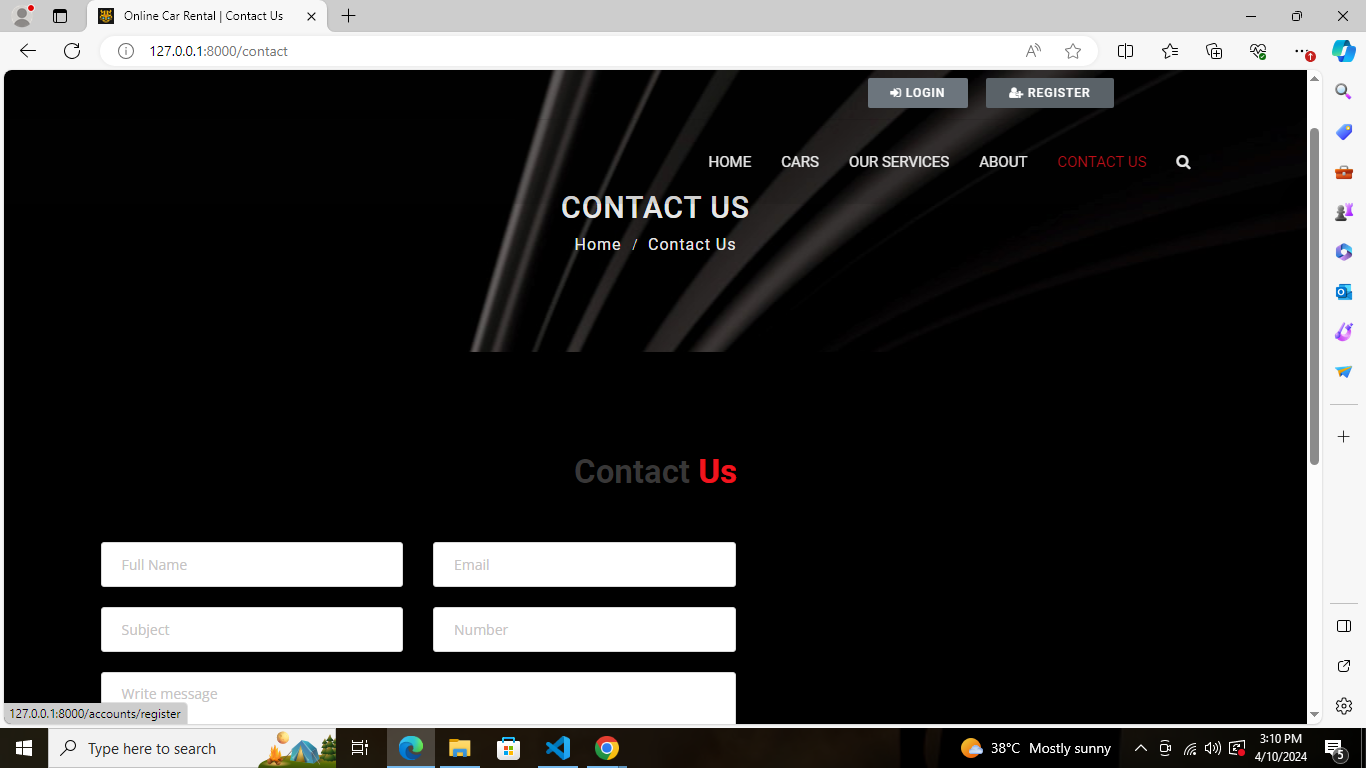 Online Car Rental | Contact Us
127.0.0.1:8000/contact
LOGIN
REGISTER
HOME
CARS
OUR SERVICES
ABOUT
CONTACT US
CONTACT US
Home / Contact Us
Contact Us
Full Name
Email
Subject
Number
Write message
127.0.0.1:8000/accounts/register
Type here to search
38°C Mostly sunny
3:10 PM
4/10/2024
5